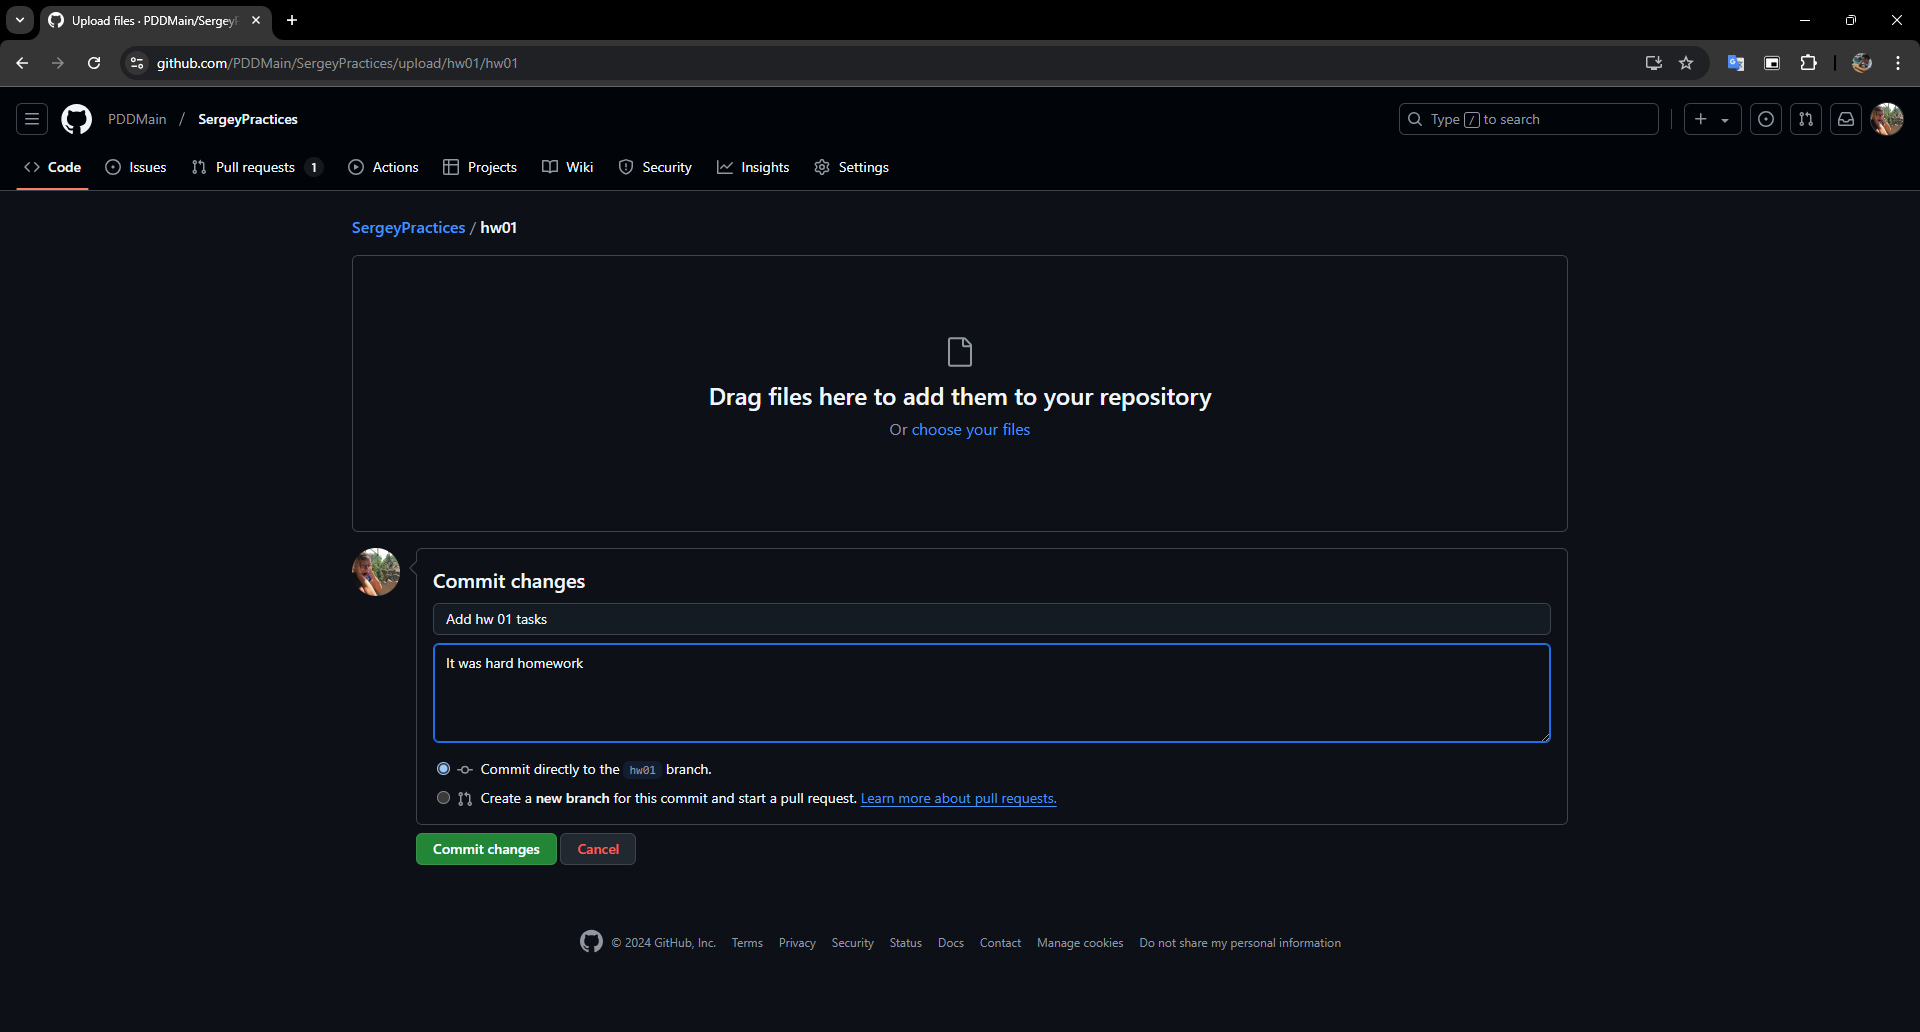 Upload files · PDDMain/Sergey
github.com/PDDMain/SergeyPractices/upload/hw01/hw01
PDDMain / SergeyPractices
Type / to search
Code Issues Pull requests 1 Actions Projects Wiki Security Insights Settings
SergeyPractices / hw01
Drag files here to add them to your repository
Or choose your files
Commit changes
Add hw 01 tasks
It was hard homework
Commit directly to the hw01 branch.
Create a new branch for this commit and start a pull request. Learn more about pull requests.
Commit changes Cancel
© 2024 GitHub, Inc. Terms Privacy Security Status Docs Contact Manage cookies Do not share my personal information